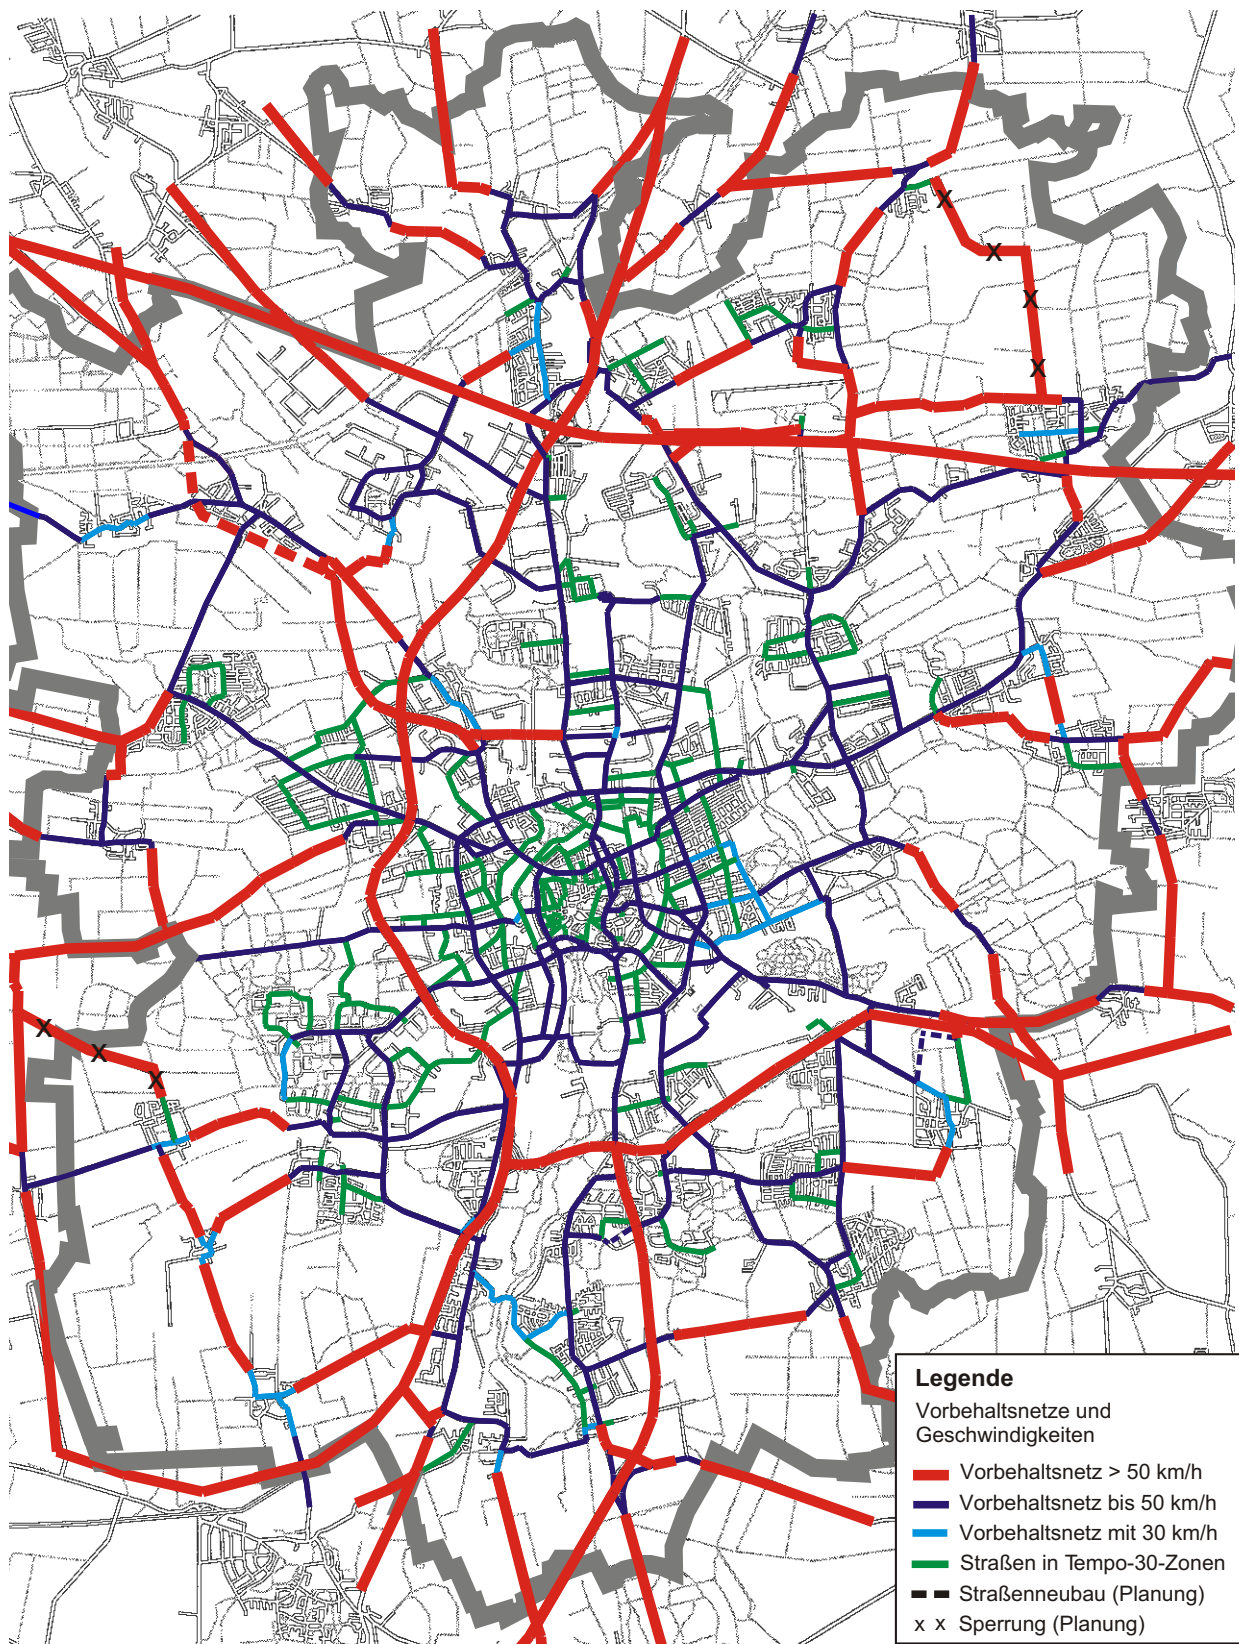 X
X
X
X
X
X
X
Legende
Vorbehaltsnetze und
Geschwindigkeiten
Vorbehaltsnetz > 50 km/h
Vorbehaltsnetz bis 50 km/h
Vorbehaltsnetz mit 30 km/h
Straßen in Tempo-30-Zonen
Straßenneubau (Planung)
x x Sperrung (Planung)